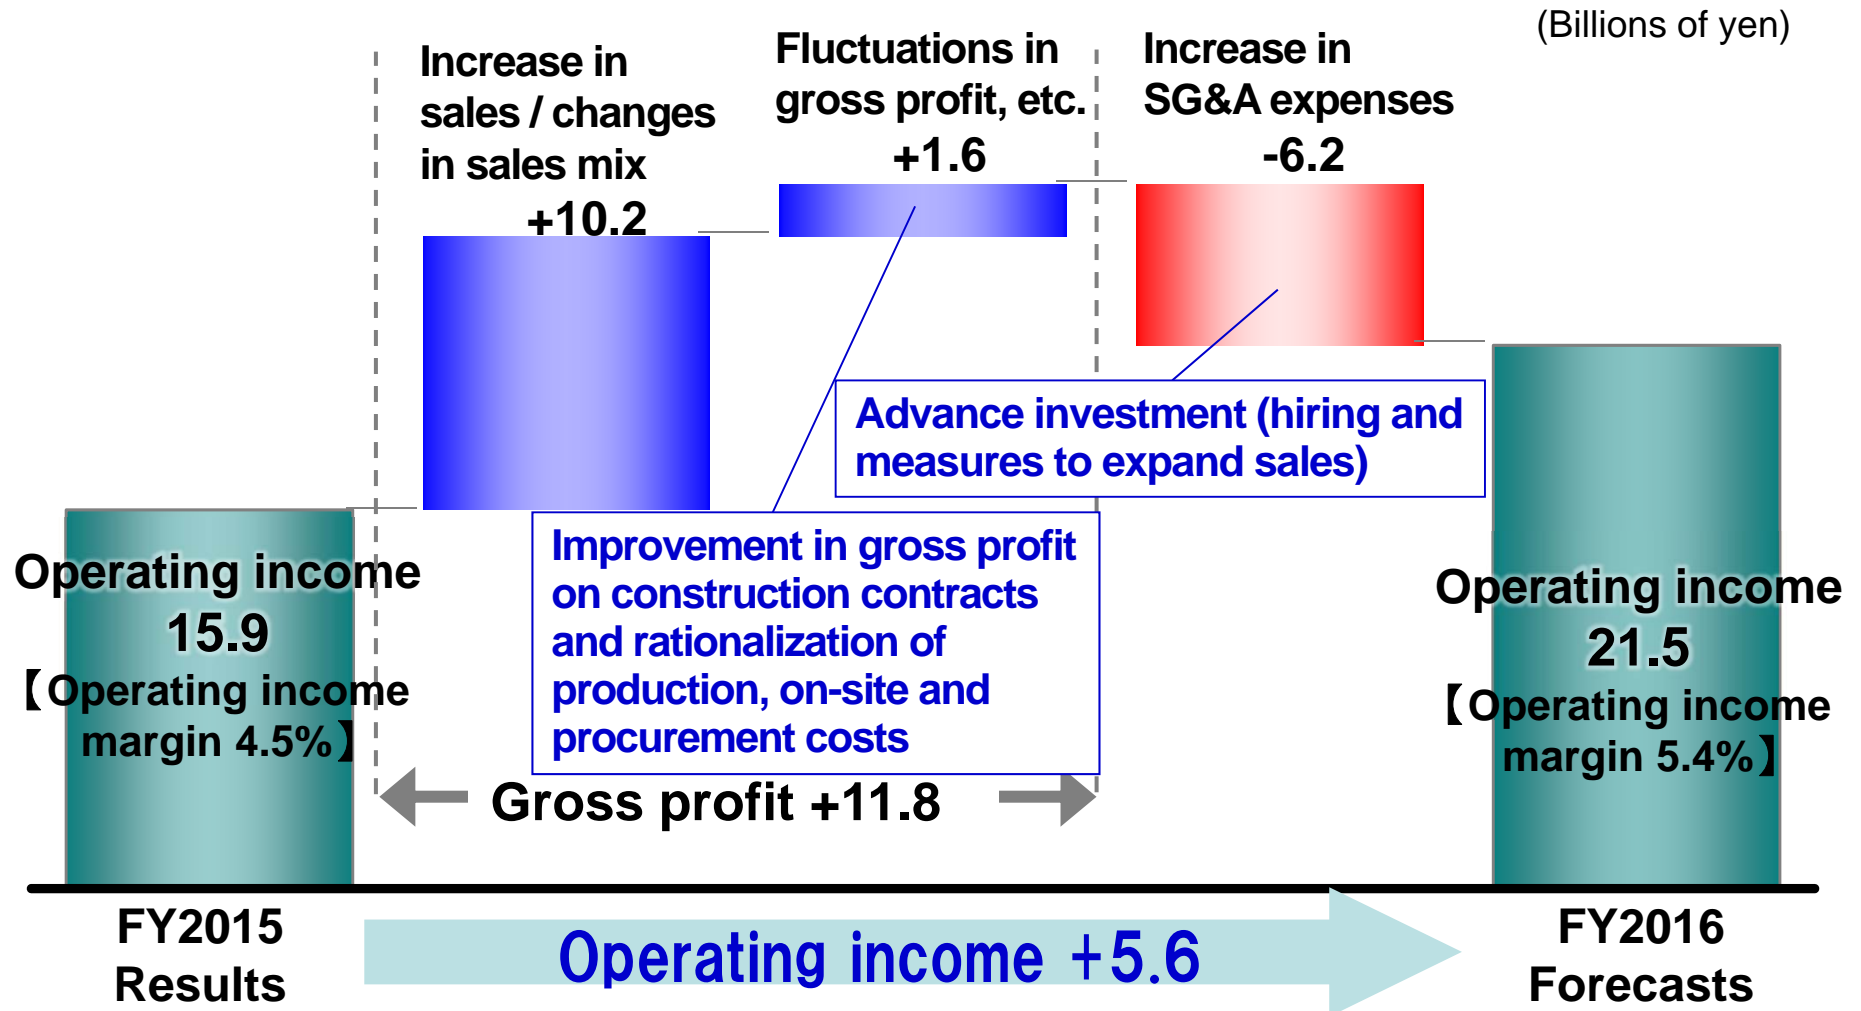 (Billions of yen)
Increase in
sales / changes
in sales mix
+10.2
Fluctuations in
gross profit, etc.
+1.6
Increase in
SG&A expenses
-6.2
Advance investment (hiring and
measures to expand sales)
Improvement in gross profit
on construction contracts
and rationalization of
production, on-site and
procurement costs
Operating income
15.9
【Operating income
margin 4.5%】
Operating income
21.5
【Operating income
margin 5.4%】
Gross profit +11.8
FY2015
Results
Operating income +5.6
FY2016
Forecasts